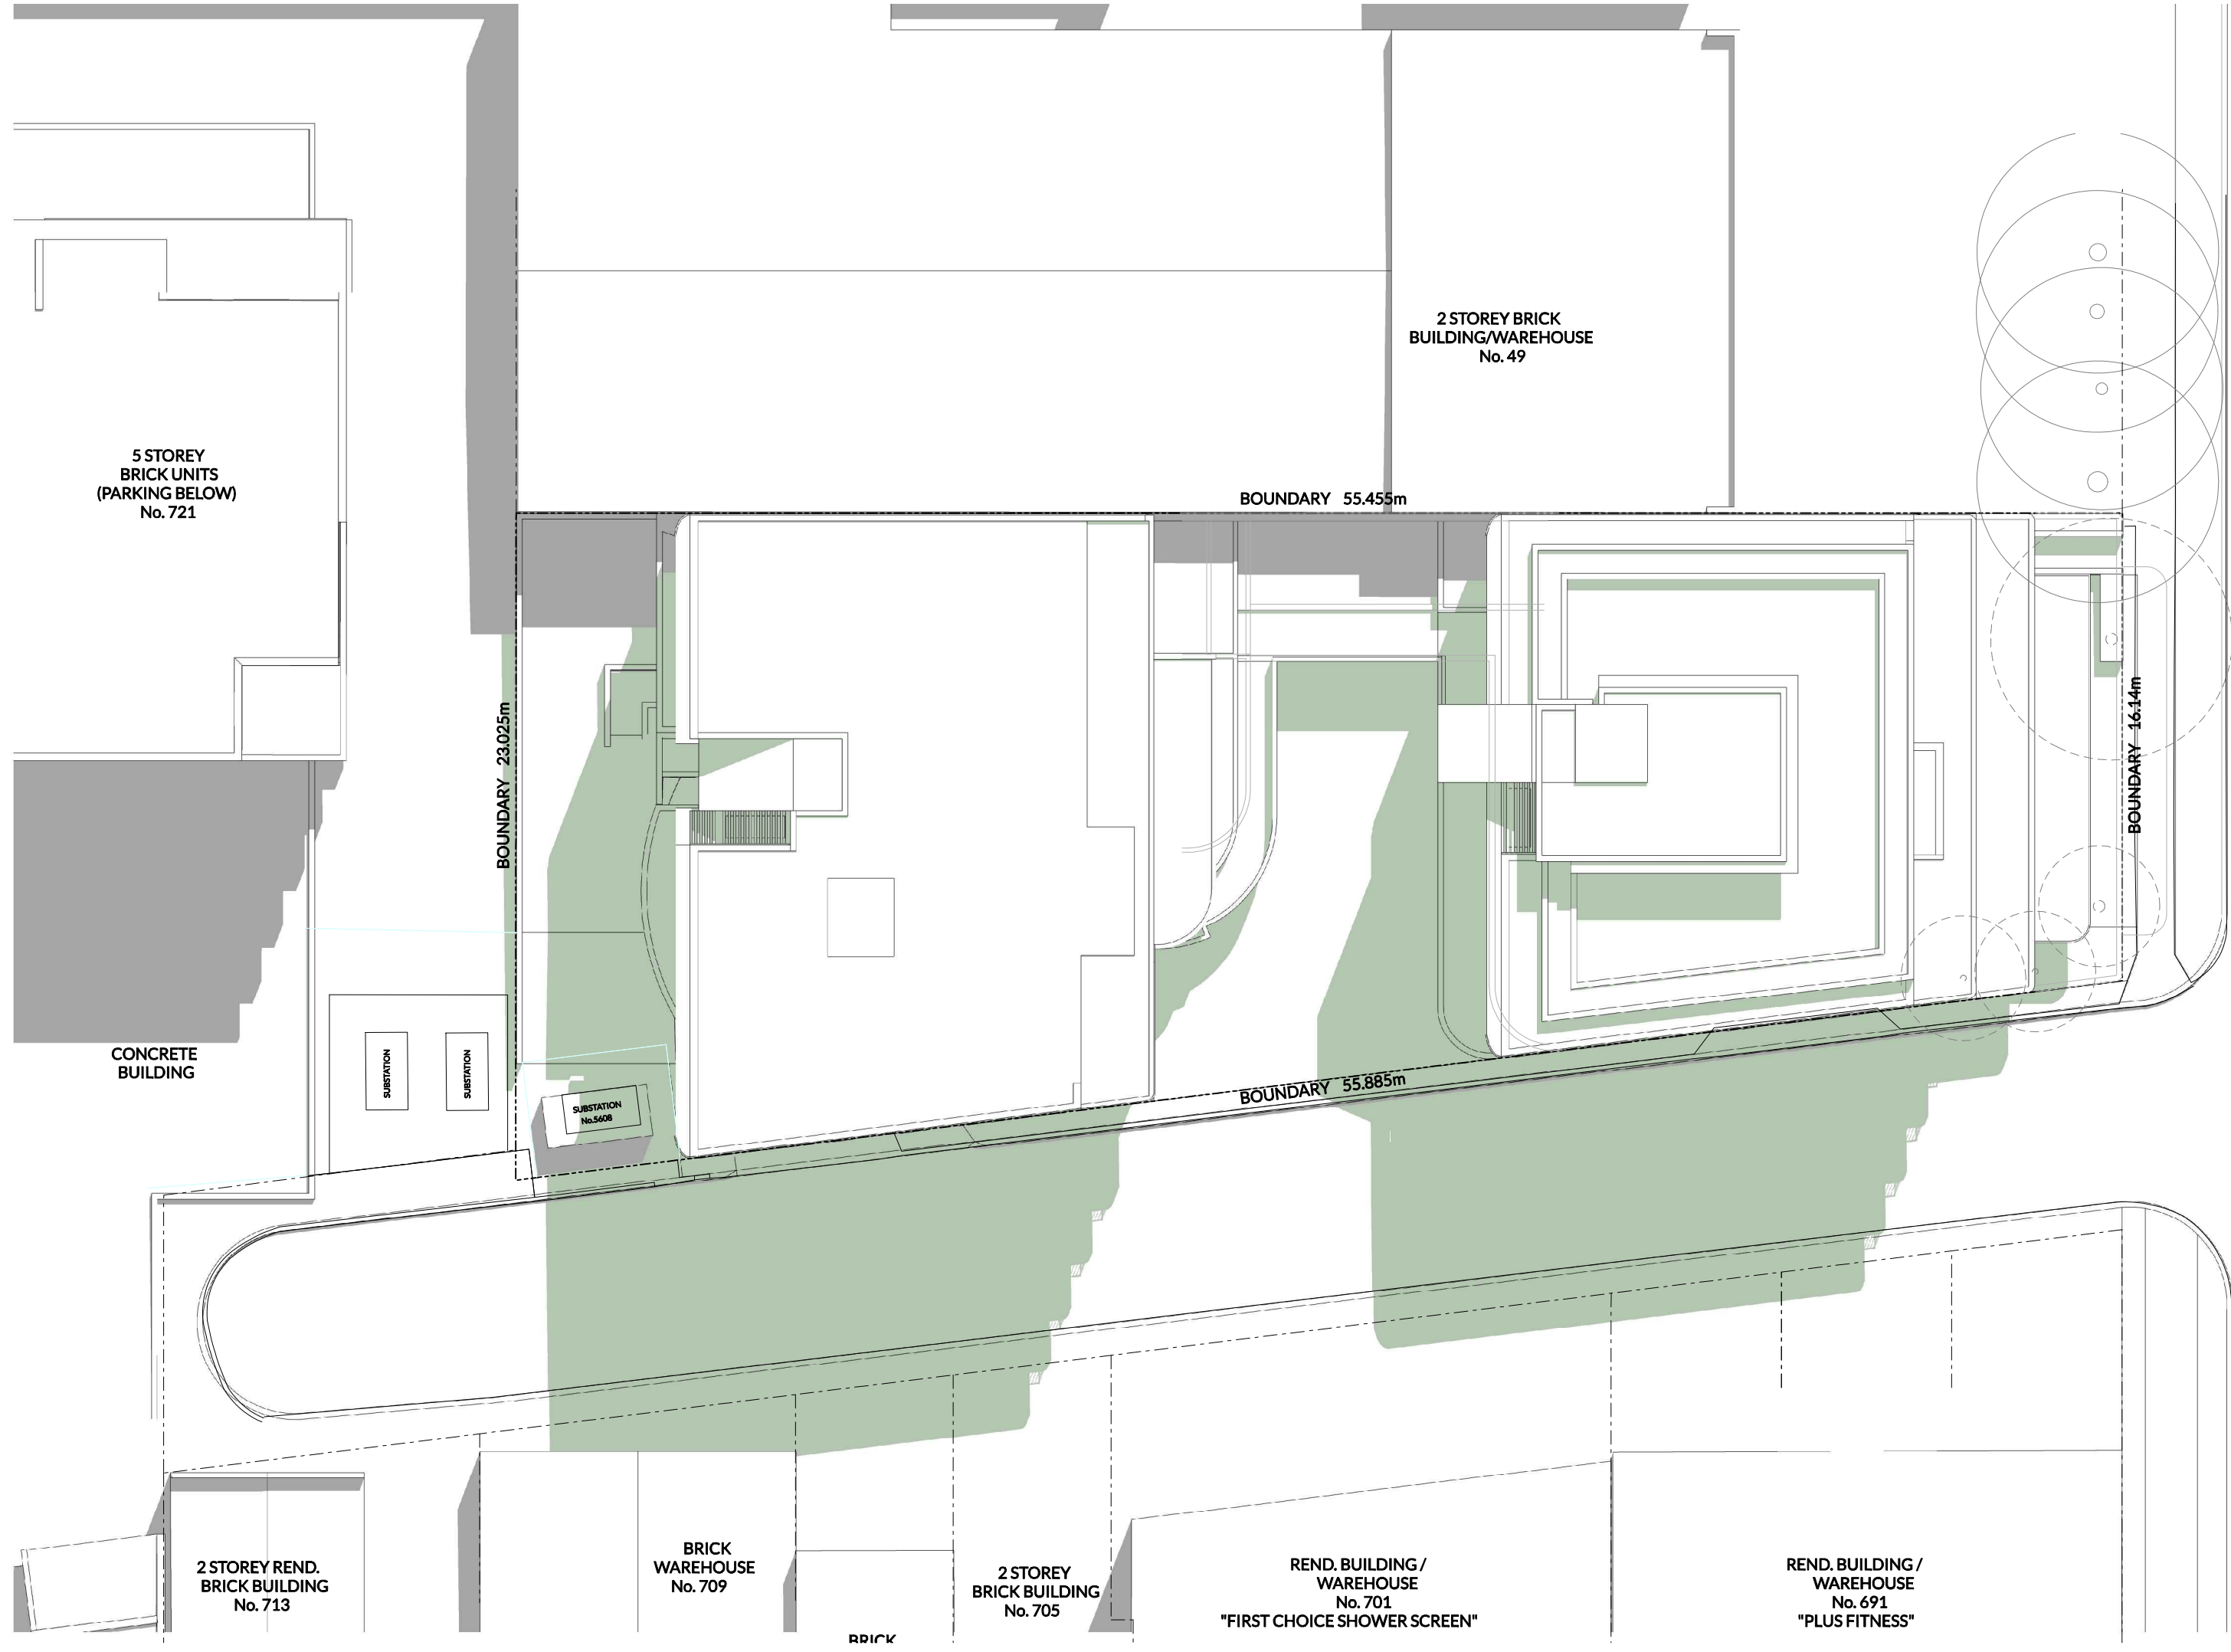 2 STOREY BRICK
BUILDING/WAREHOUSE
No. 49
5 STOREY
BRICK UNITS
(PARKING BELOW)
No. 721
BOUNDARY 55.455m
BOUNDARY 23.025m
BOUNDARY 16.14m
CONCRETE
BUILDING
SUBSTATION
SUBSTATION
SUBSTATION
No.5608
BOUNDARY 55.885m
2 STOREY REND.
BRICK BUILDING
No. 713
BRICK
WAREHOUSE
No. 709
2 STOREY
BRICK BUILDING
No. 705
REND. BUILDING /
WAREHOUSE
No. 701
"FIRST CHOICE SHOWER SCREEN"
REND. BUILDING /
WAREHOUSE
No. 691
"PLUS FITNESS"
BRICK